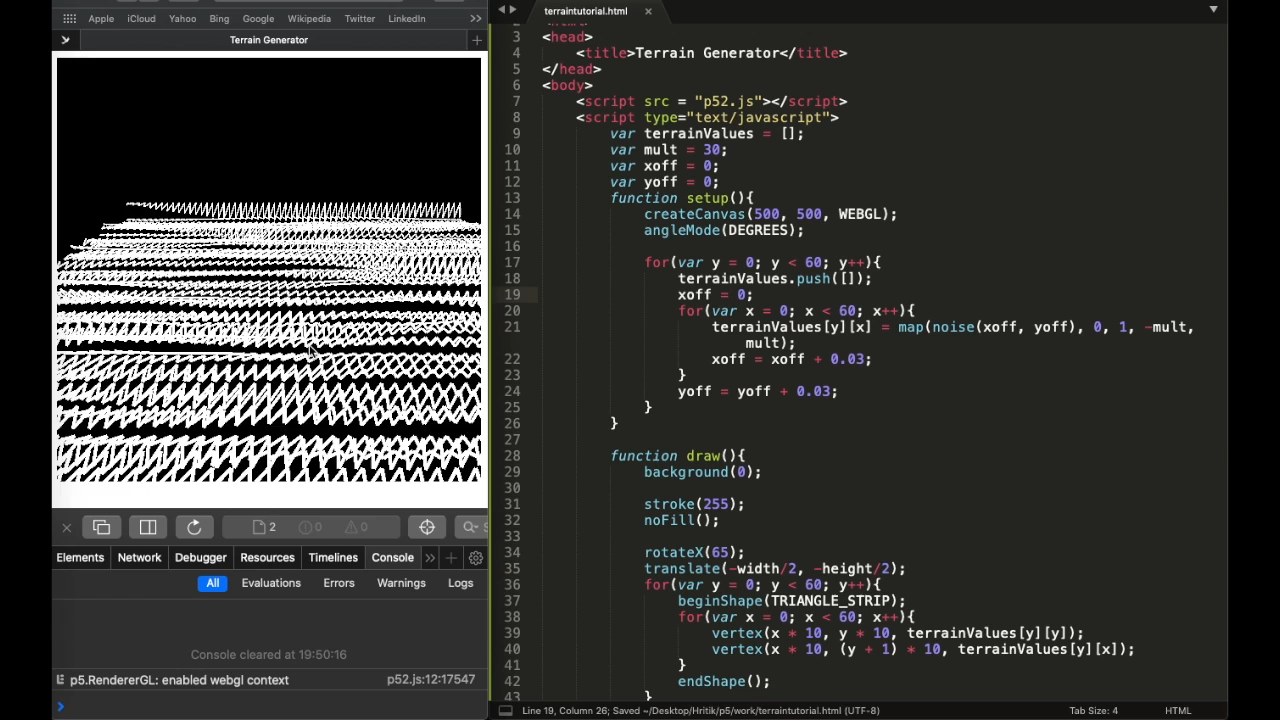 Apple iCloud Yahoo Bing Google Wikipedia Twitter LinkedIn >>
Terrain Generator +
Elements Network Debugger Resources Timelines Console >> +
2 0 0
All Evaluations Errors Warnings Logs
Console cleared at 19:50:16
p5.RendererGL: enabled webgl context p52.js:12:17547
>
terraintutorial.html ×
3 <head>
4 <title>Terrain Generator</title>
5 </head>
6 <body>
7 <script src = "p52.js"></script>
8 <script type="text/javascript">
9 var terrainValues = [];
10 var mult = 30;
11 var xoff = 0;
12 var yoff = 0;
13 function setup(){
14 createCanvas(500, 500, WEBGL);
15 angleMode(DEGREES);
16
17 for(var y = 0; y < 60; y++){
18 terrainValues.push([]);
19 xoff = 0;
20 for(var x = 0; x < 60; x++){
21 terrainValues[y][x] = map(noise(xoff, yoff), 0, 1, -mult,
mult);
22 xoff = xoff + 0.03;
23 }
24 yoff = yoff + 0.03;
25 }
26 }
27
28 function draw(){
29 background(0);
30
31 stroke(255);
32 noFill();
33
34 rotateX(65);
35 translate(-width/2, -height/2);
36 for(var y = 0; y < 60; y++){
37 beginShape(TRIANGLE_STRIP);
38 for(var x = 0; x < 60; x++){
39 vertex(x * 10, y * 10, terrainValues[y][y]);
40 vertex(x * 10, (y + 1) * 10, terrainValues[y][x]);
41 }
42 endShape();
43 }
Line 19, Column 26; Saved ~/Desktop/Hritik/p5/work/terraintutorial.html (UTF-8) Tab Size: 4 HTML